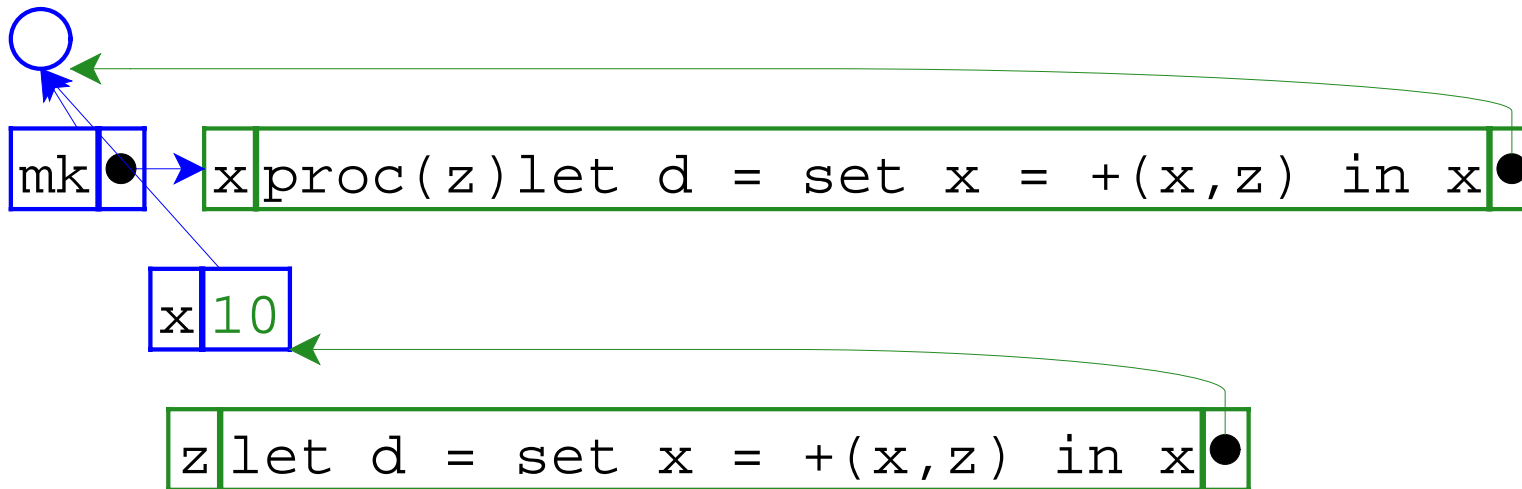 mk x proc(z)let d = set x = +(x,z) in x
x 10
z let d = set x = +(x,z) in x